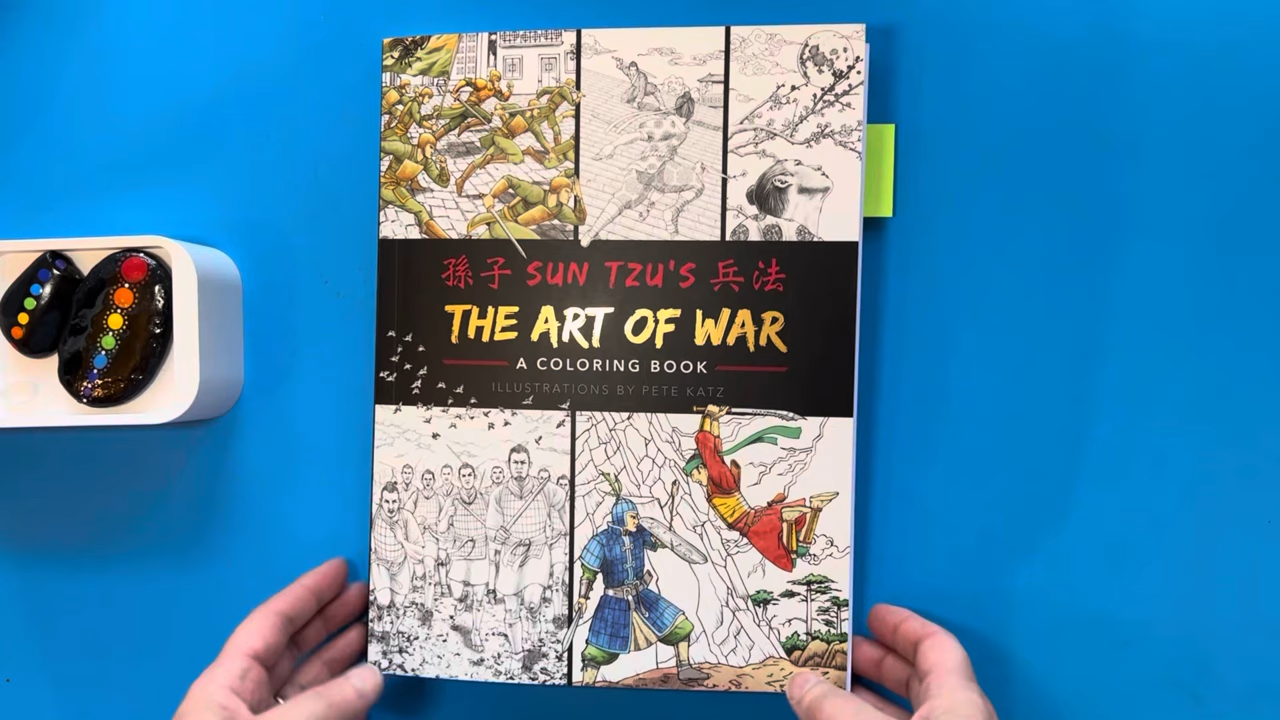 孫子 SUN TZU'S 兵法
THE ART OF WAR
A COLORING BOOK
ILLUSTRATIONS BY PETE KATZ